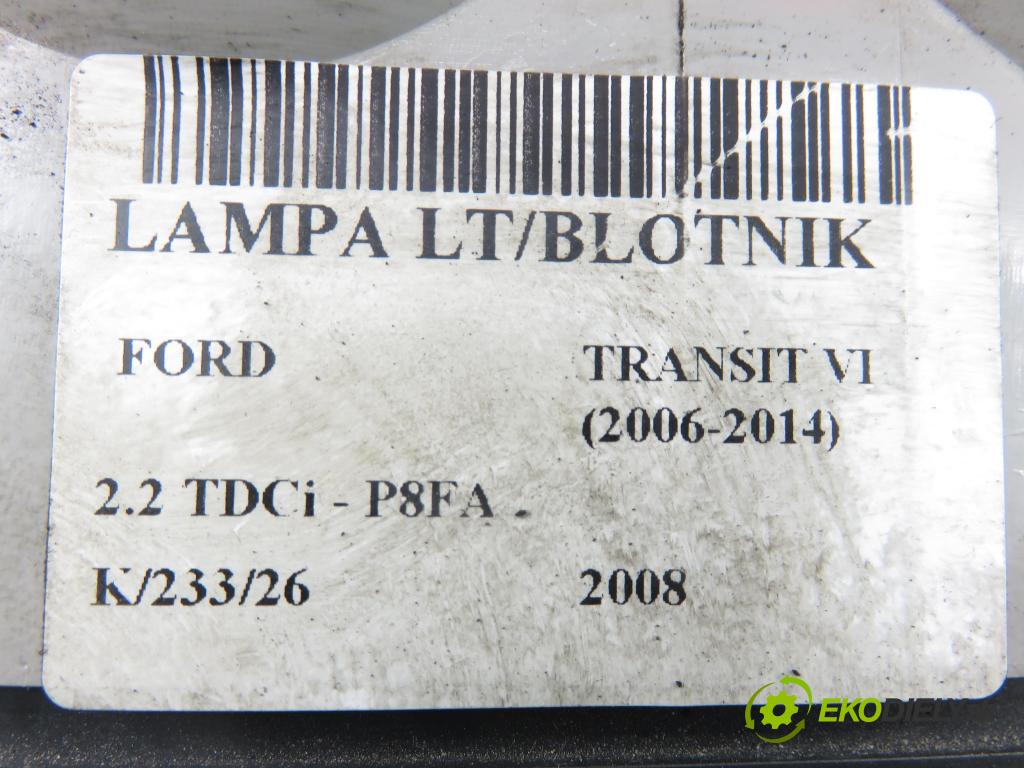 LAMPA LT/BLOTNIK
FORD TRANSIT VI
(2006-2014)
2.2 TDCi - P8FA -
K/233/26 2008
EKODIELY